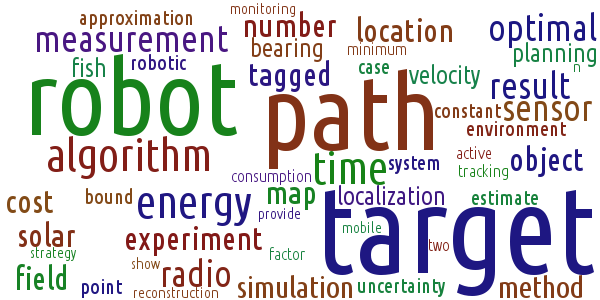 monitoring
approximation
number
measurement
location
optimal
bearing
minimum
planning
fish
robotic
case
n
robot
path
tagged
velocity
result
constant
sensor
environment
algorithm
time
system
active
object
tracking
consumption
map
localization
estimate
cost
bound
energy
target
provide
solar
experiment
mobile
two
strategy
factor
show
field
point
radio
simulation
uncertainty
method
reconstruction